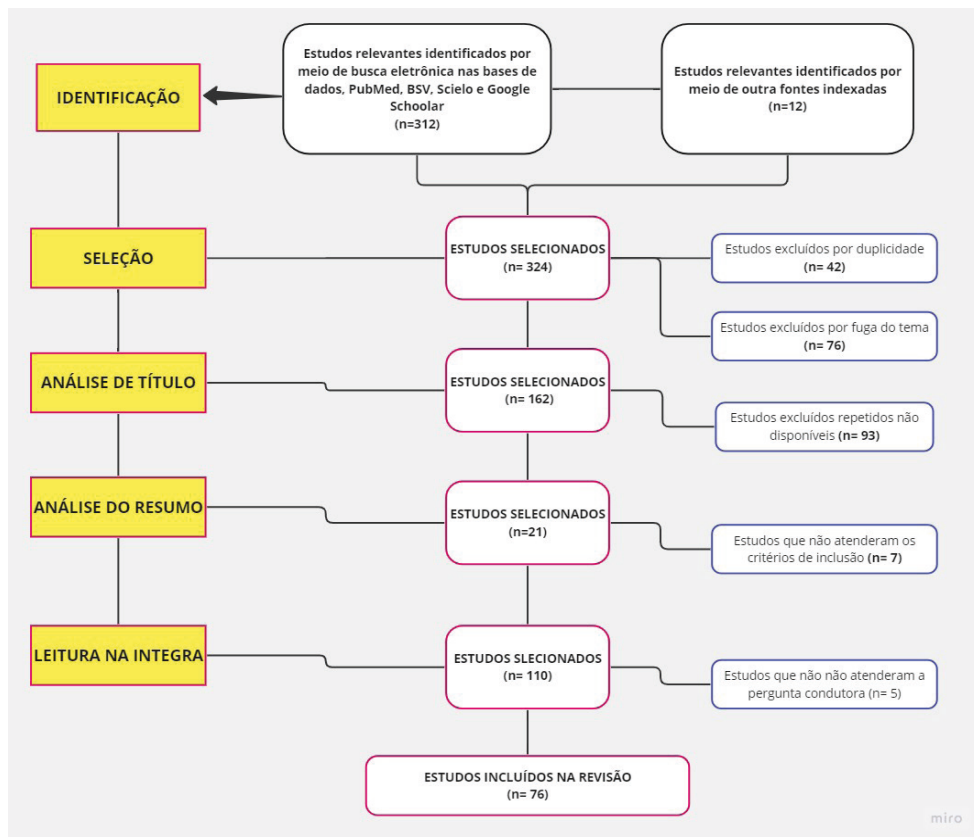 IDENTIFICAÇÃO
Estudos relevantes identificados por
meio de busca eletrônica nas bases de
dados, PubMed, BSV, Scielo e Google
Schoolar
(n=312)
Estudos relevantes identificados por
meio de outra fontes indexadas
(n=12)
SELEÇÃO
ESTUDOS SELECIONADOS
(n= 324)
Estudos excluídos por duplicidade
(n= 42)
Estudos excluídos por fuga do tema
(n= 76)
ANÁLISE DE TÍTULO
ESTUDOS SELECIONADOS
(n= 162)
Estudos excluídos repetidos não
disponíveis (n= 93)
ANÁLISE DO RESUMO
ESTUDOS SELECIONADOS
(n=21)
Estudos que não atenderam os
critérios de inclusão (n= 7)
LEITURA NA INTEGRA
ESTUDOS SLECIONADOS
(n= 110)
Estudos que não não atenderam a
pergunta condutora (n= 5)
ESTUDOS INCLUÍDOS NA REVISÃO
(n= 76)
miro